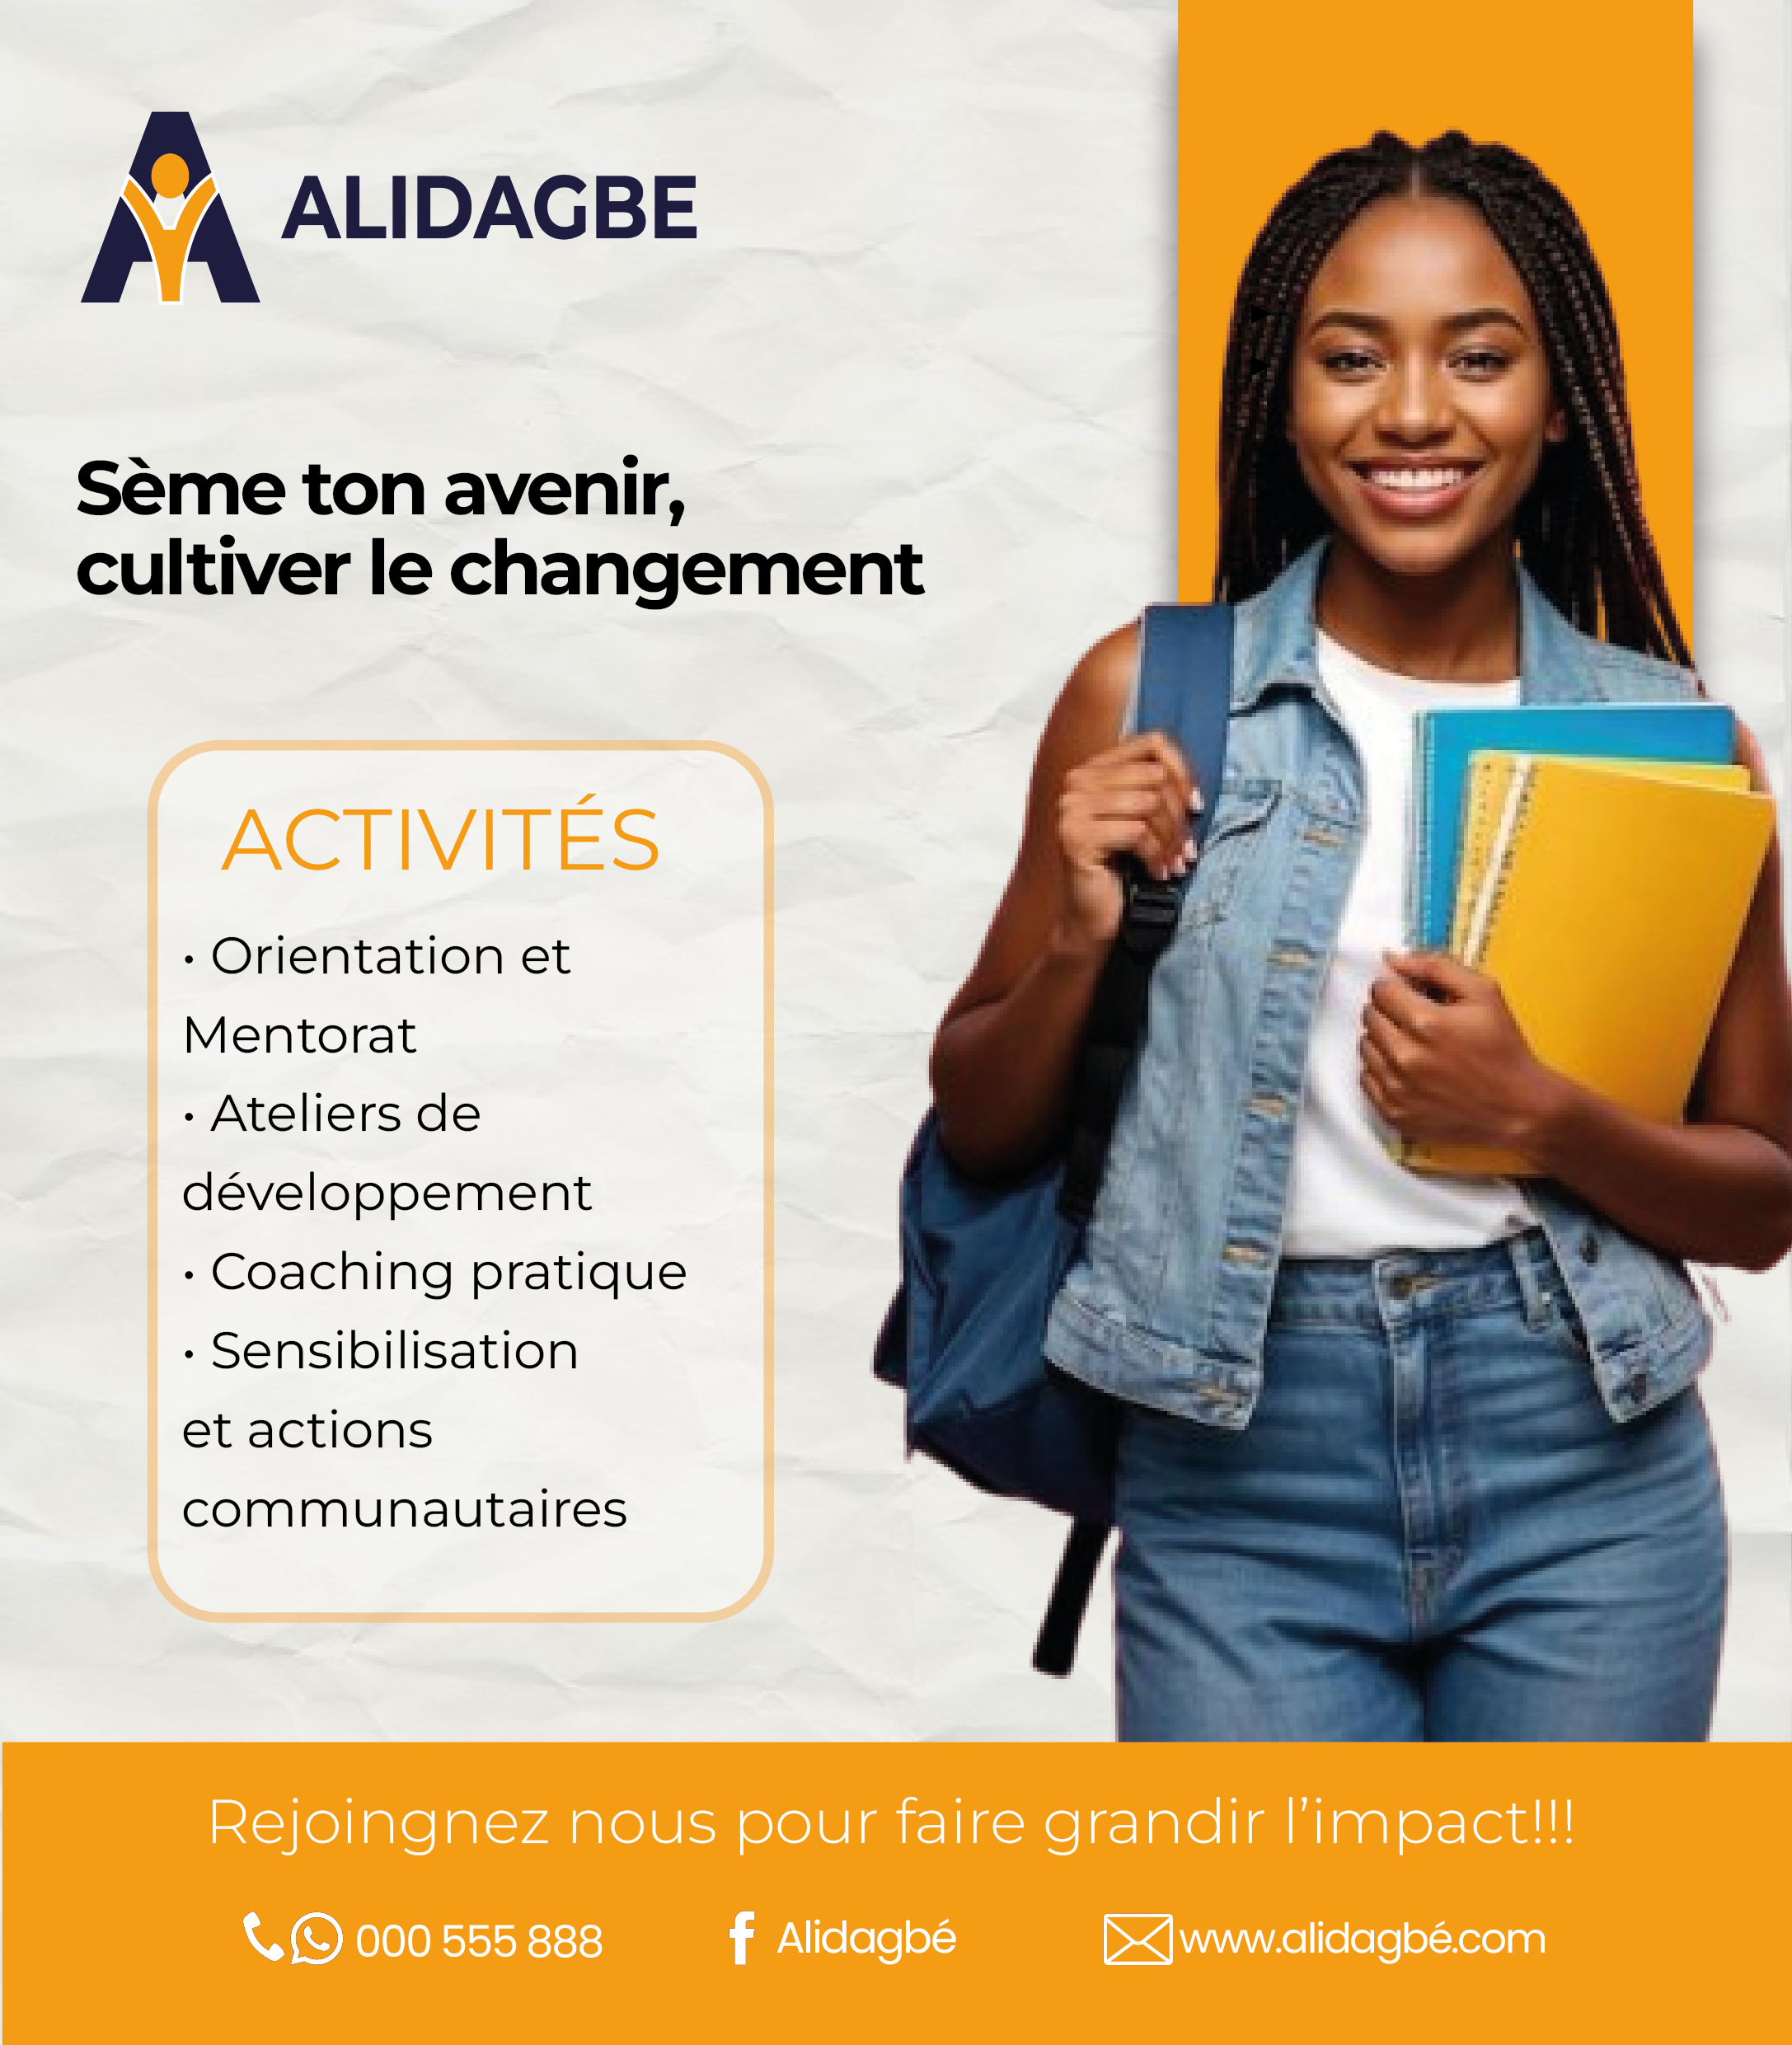 ALIDAGBE
Sème ton avenir,
cultiver le changement
ACTIVITÉS
• Orientation et
Mentorat
• Ateliers de
développement
• Coaching pratique
• Sensibilisation
et actions
communautaires
Rejoingnez nous pour faire grandir l’impact!!!
000 555 888
Alidagbé
www.alidagbé.com